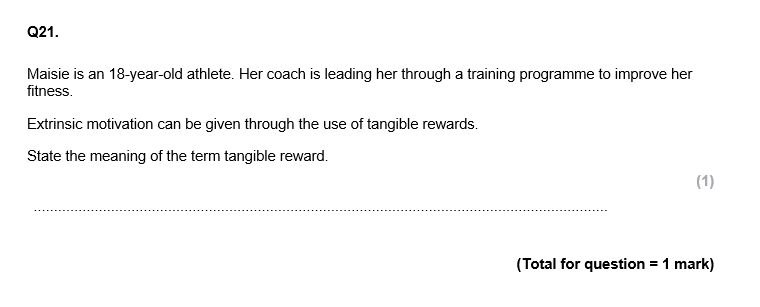 Q21.
Maisie is an 18-year-old athlete. Her coach is leading her through a training programme to improve her
fitness.
Extrinsic motivation can be given through the use of tangible rewards.
State the meaning of the term tangible reward.
(1)
(Total for question = 1 mark)